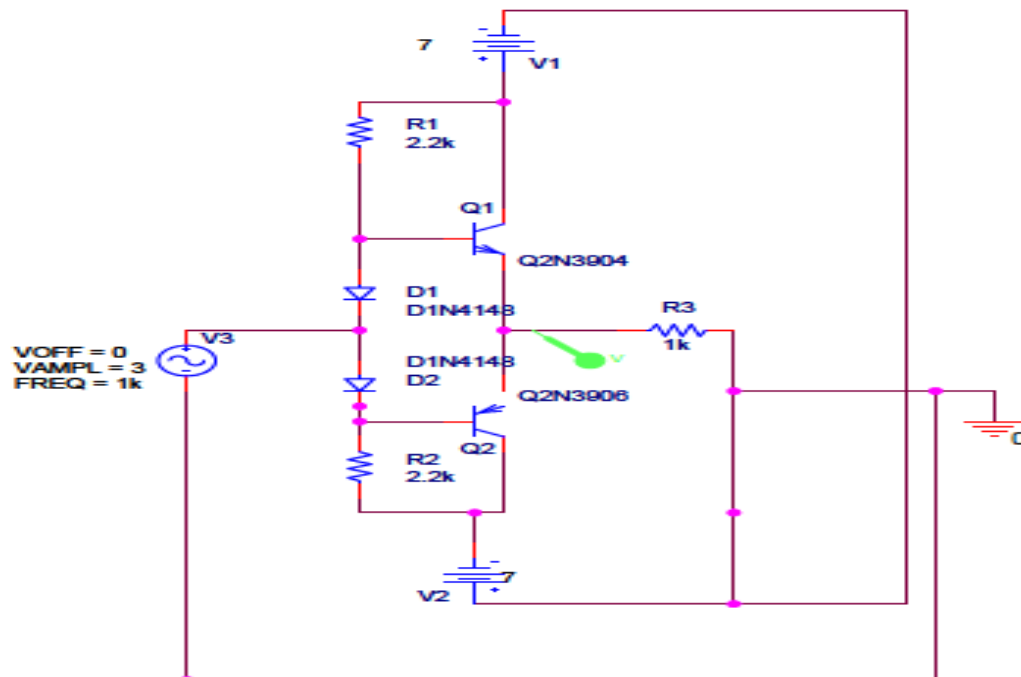 7
V1
R1
2.2k
Q1
Q2N3904
D1
D1N4148
R3
1k
V
V3
VOFF = 0
VAMPL = 3
FREQ = 1k
D1N4148
D2
Q2N3906
Q2
R2
2.2k
0
7
V2